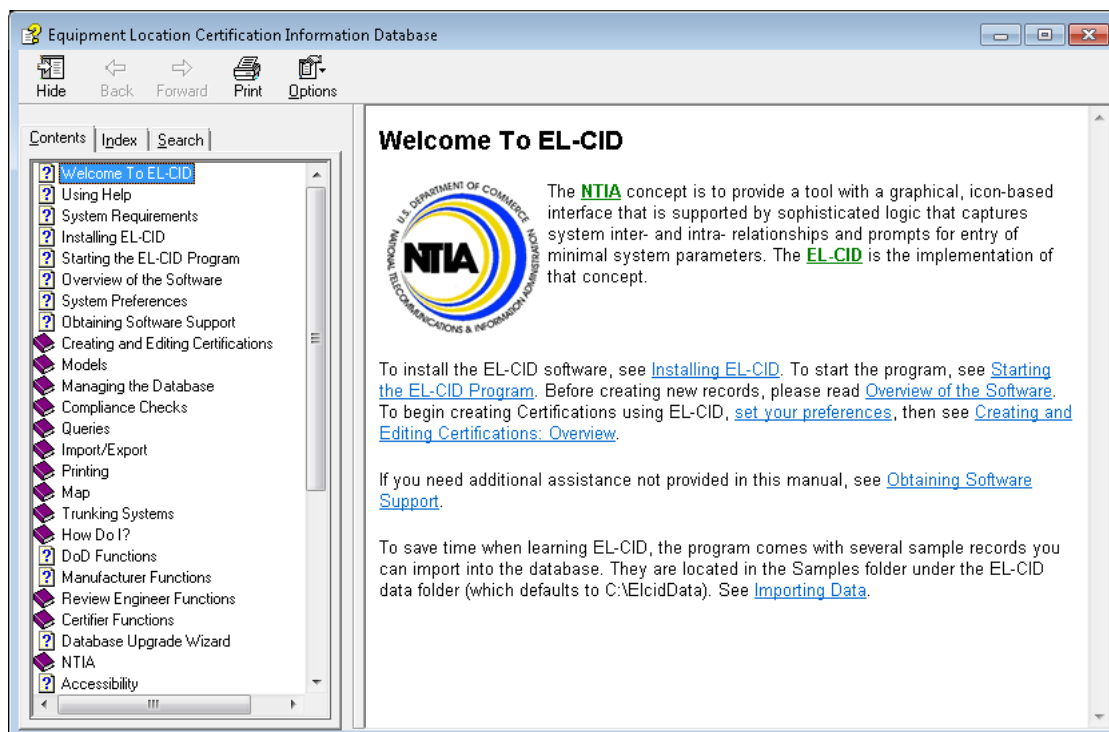 Equipment Location Certification Information Database
Hide
Back
Forward
Print
Options
Contents
Index
Search
Welcome To EL-CID
Using Help
System Requirements
Installing EL-CID
Starting the EL-CID Program
Overview of the Software
System Preferences
Obtaining Software Support
Creating and Editing Certifications
Models
Managing the Database
Compliance Checks
Queries
Import/Export
Printing
Map
Trunking Systems
How Do I?
DoD Functions
Manufacturer Functions
Review Engineer Functions
Certifier Functions
Database Upgrade Wizard
NTIA
Accessibility
Welcome To EL-CID
U.S. DEPARTMENT OF COMMERCE
NATIONAL TELECOMMUNICATIONS & INFORMATION ADMINISTRATION
NTIA
The NTIA concept is to provide a tool with a graphical, icon-based
interface that is supported by sophisticated logic that captures
system inter- and intra- relationships and prompts for entry of
minimal system parameters. The EL-CID is the implementation of
that concept.
To install the EL-CID software, see Installing EL-CID. To start the program, see Starting
the EL-CID Program. Before creating new records, please read Overview of the Software.
To begin creating Certifications using EL-CID, set your preferences, then see Creating and
Editing Certifications: Overview.
If you need additional assistance not provided in this manual, see Obtaining Software
Support.
To save time when learning EL-CID, the program comes with several sample records you
can import into the database. They are located in the Samples folder under the EL-CID
data folder (which defaults to C:\ElcidData). See Importing Data.